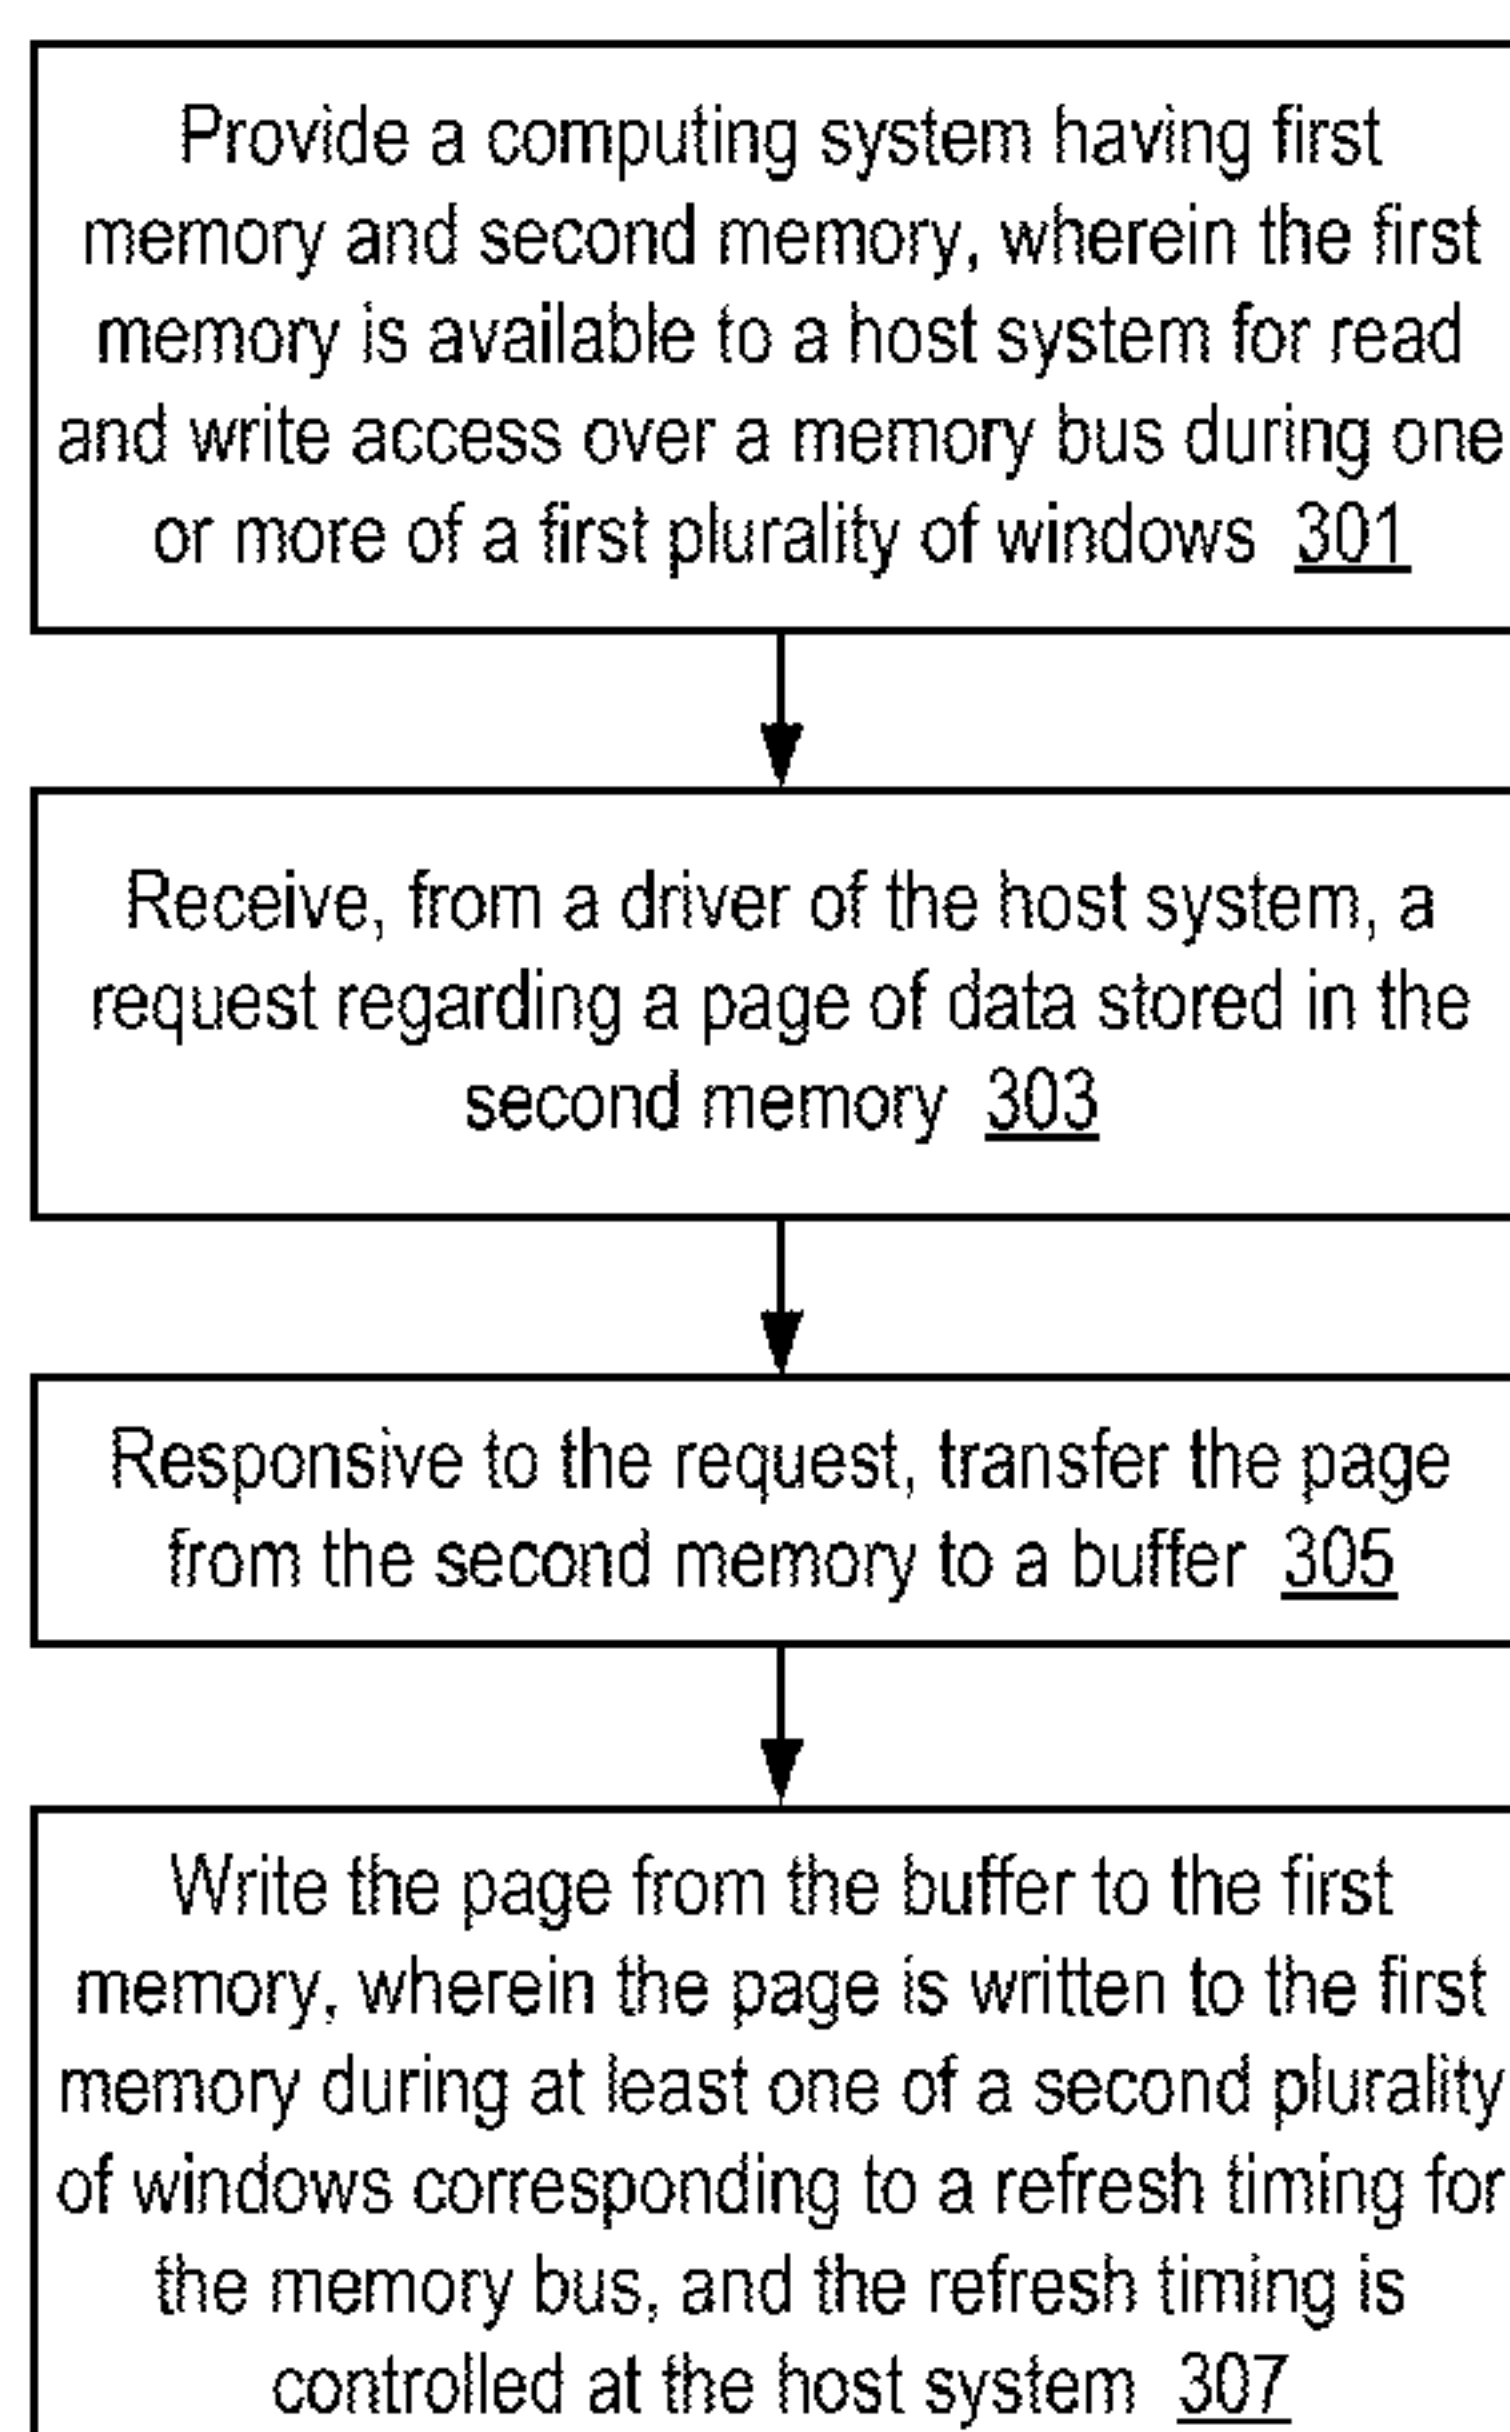 Provide a computing system having first
memory and second memory, wherein the first
memory is available to a host system for read
and write access over a memory bus during one
or more of a first plurality of windows 301
Receive, from a driver of the host system, a
request regarding a page of data stored in the
second memory 303
Responsive to the request, transfer the page
from the second memory to a buffer 305
Write the page from the buffer to the first
memory, wherein the page is written to the first
memory during at least one of a second plurality
of windows corresponding to a refresh timing for
the memory bus, and the refresh timing is
controlled at the host system 307